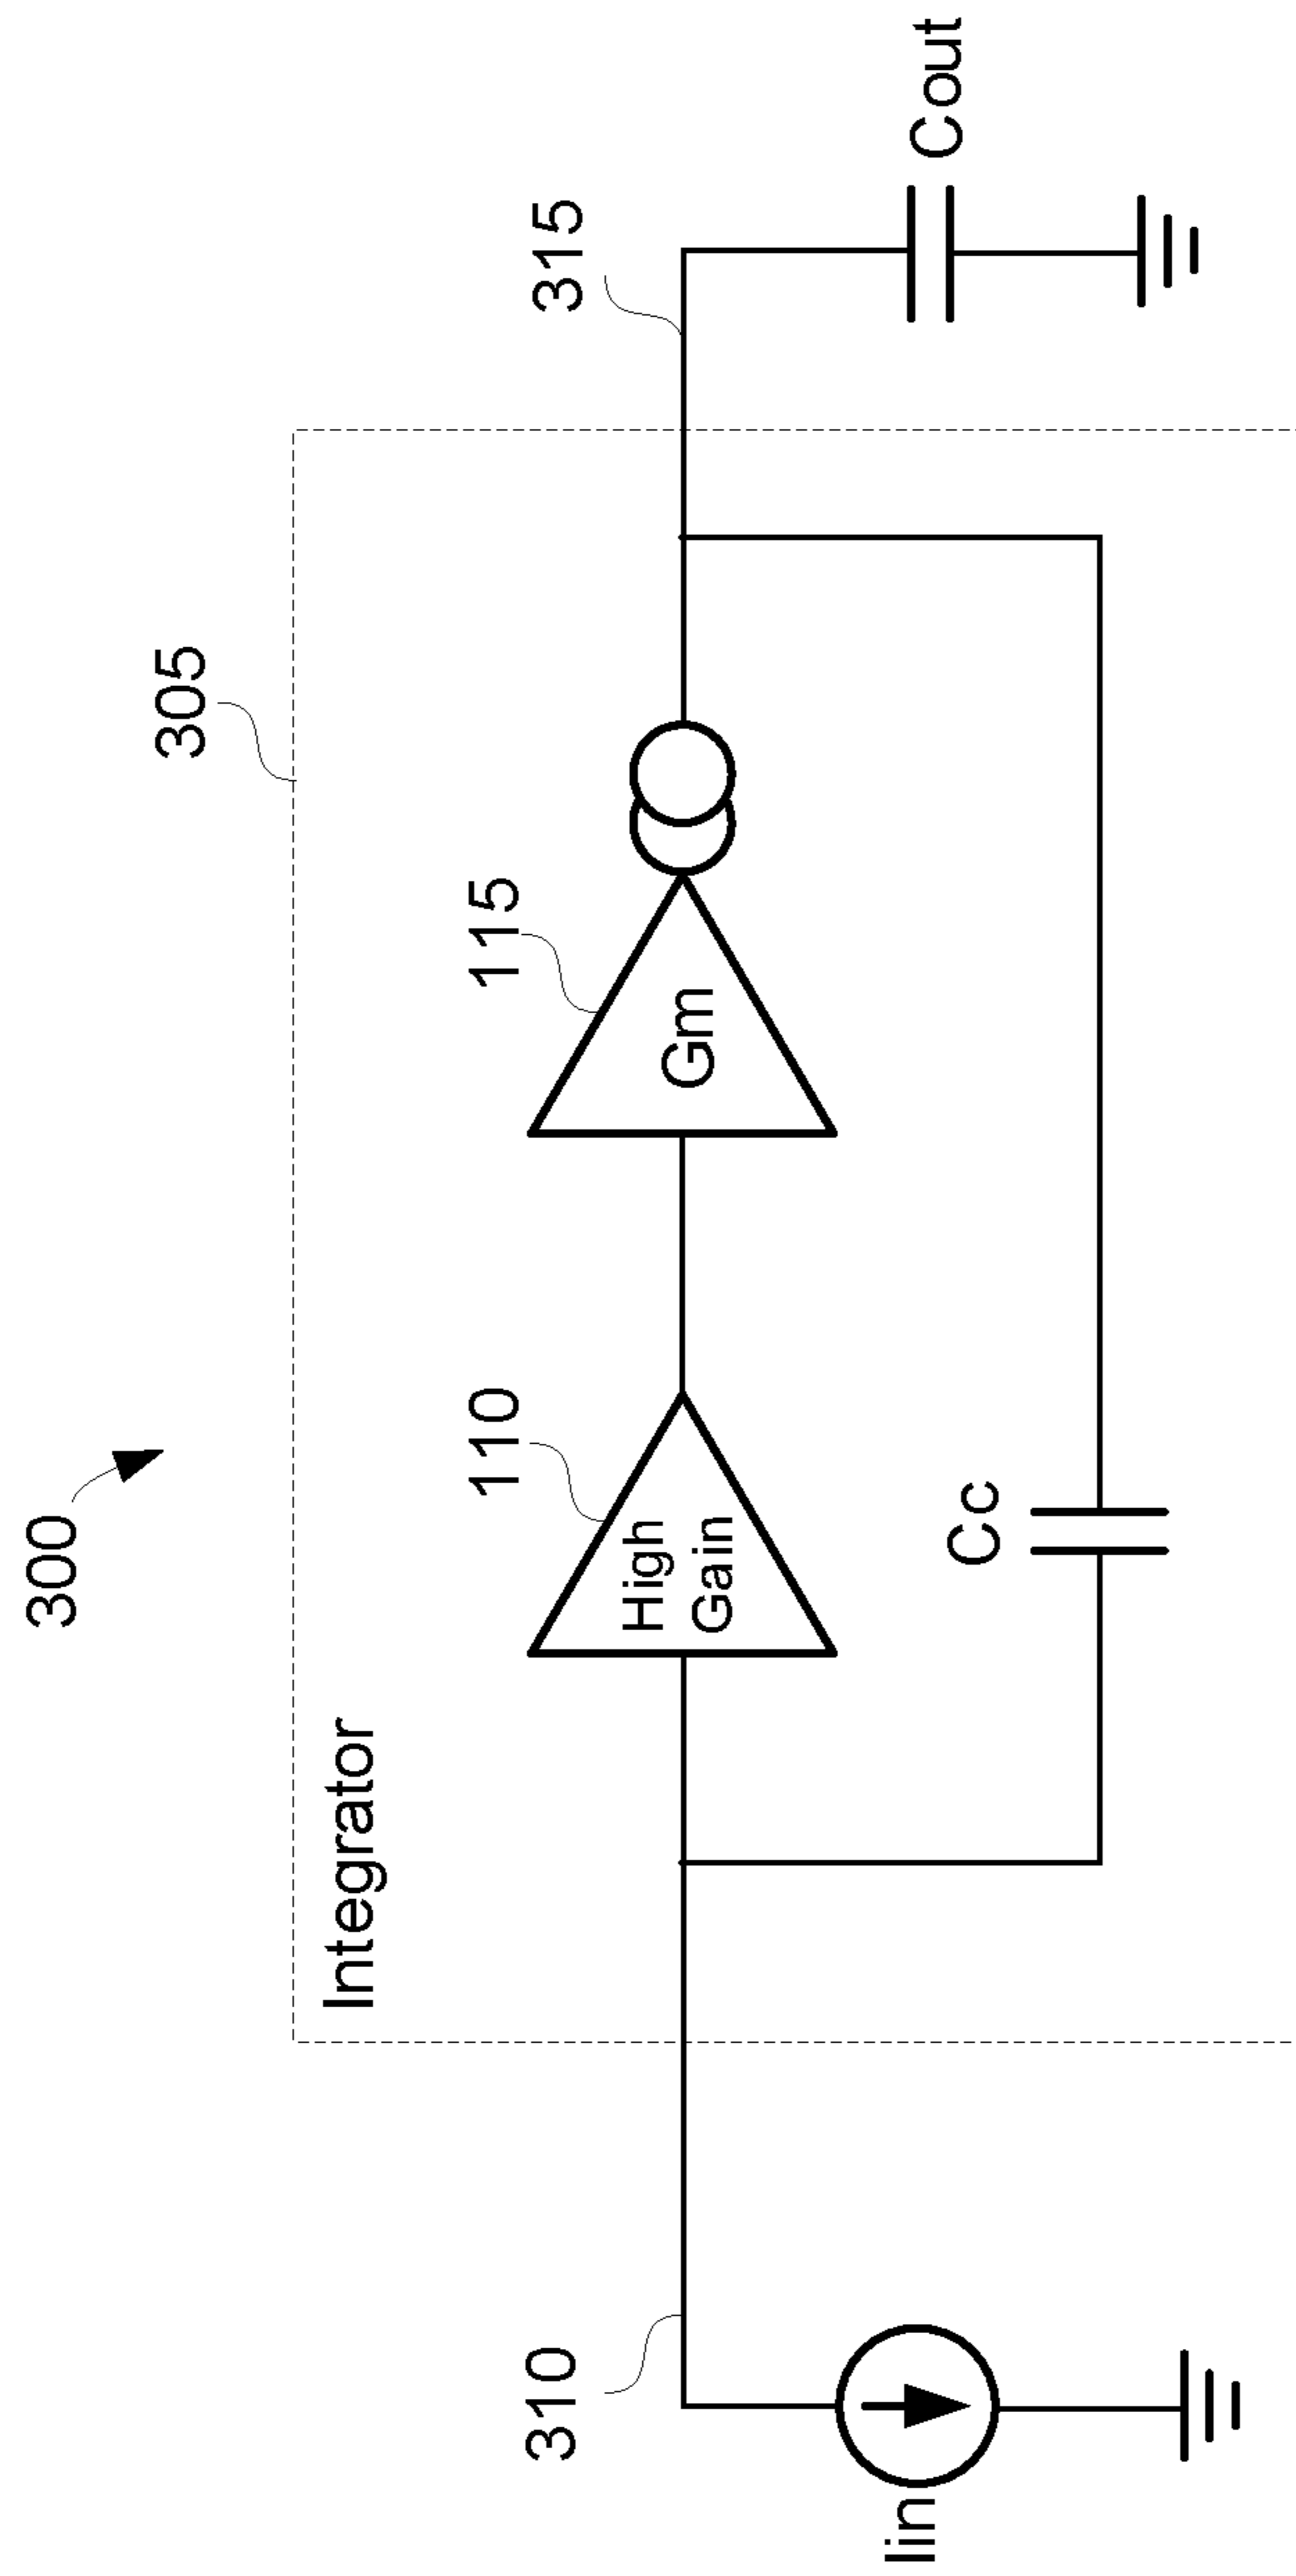 300
305
Integrator
110
115
315
310
High
Gain
Gm
Iin
Cc
Cout